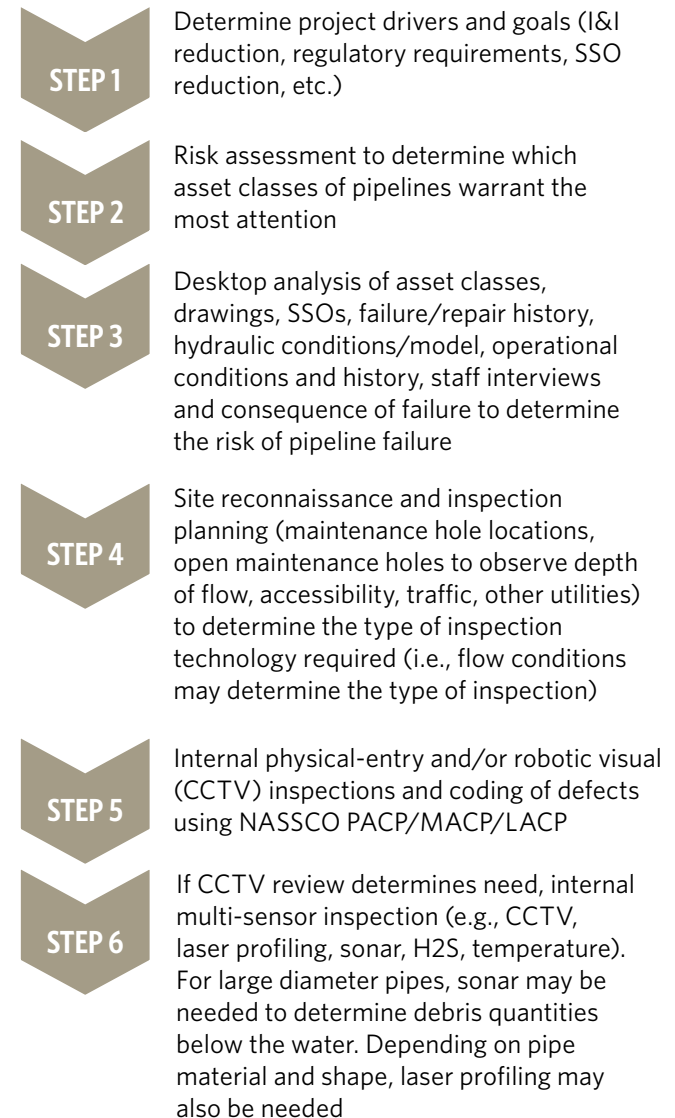 STEP 1
Determine project drivers and goals (I&I
reduction, regulatory requirements, SSO
reduction, etc.)
STEP 2
Risk assessment to determine which
asset classes of pipelines warrant the
most attention
STEP 3
Desktop analysis of asset classes,
drawings, SSOs, failure/repair history,
hydraulic conditions/model, operational
conditions and history, staff interviews
and consequence of failure to determine
the risk of pipeline failure
STEP 4
Site reconnaissance and inspection
planning (maintenance hole locations,
open maintenance holes to observe depth
of flow, accessibility, traffic, other utilities)
to determine the type of inspection
technology required (i.e., flow conditions
may determine the type of inspection)
STEP 5
Internal physical-entry and/or robotic visual
(CCTV) inspections and coding of defects
using NASSCO PACP/MACP/LACP
STEP 6
If CCTV review determines need, internal
multi-sensor inspection (e.g., CCTV,
laser profiling, sonar, H2S, temperature).
For large diameter pipes, sonar may be
needed to determine debris quantities
below the water. Depending on pipe
material and shape, laser profiling may
also be needed